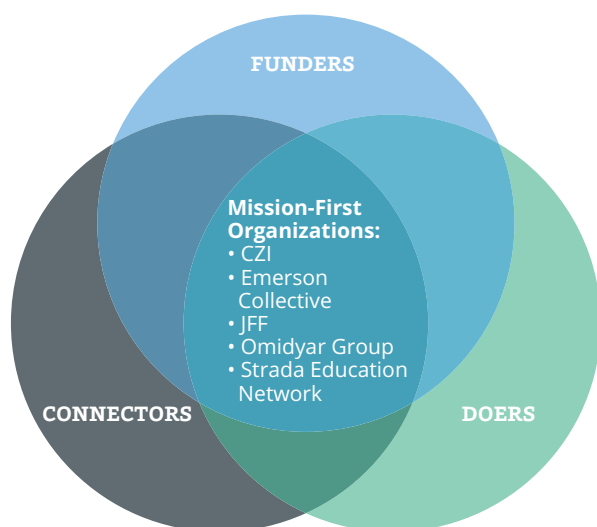 FUNDERS
Mission-First
Organizations:
• CZI
• Emerson
Collective
• JFF
• Omidyar Group
• Strada Education
Network
CONNECTORS
DOERS